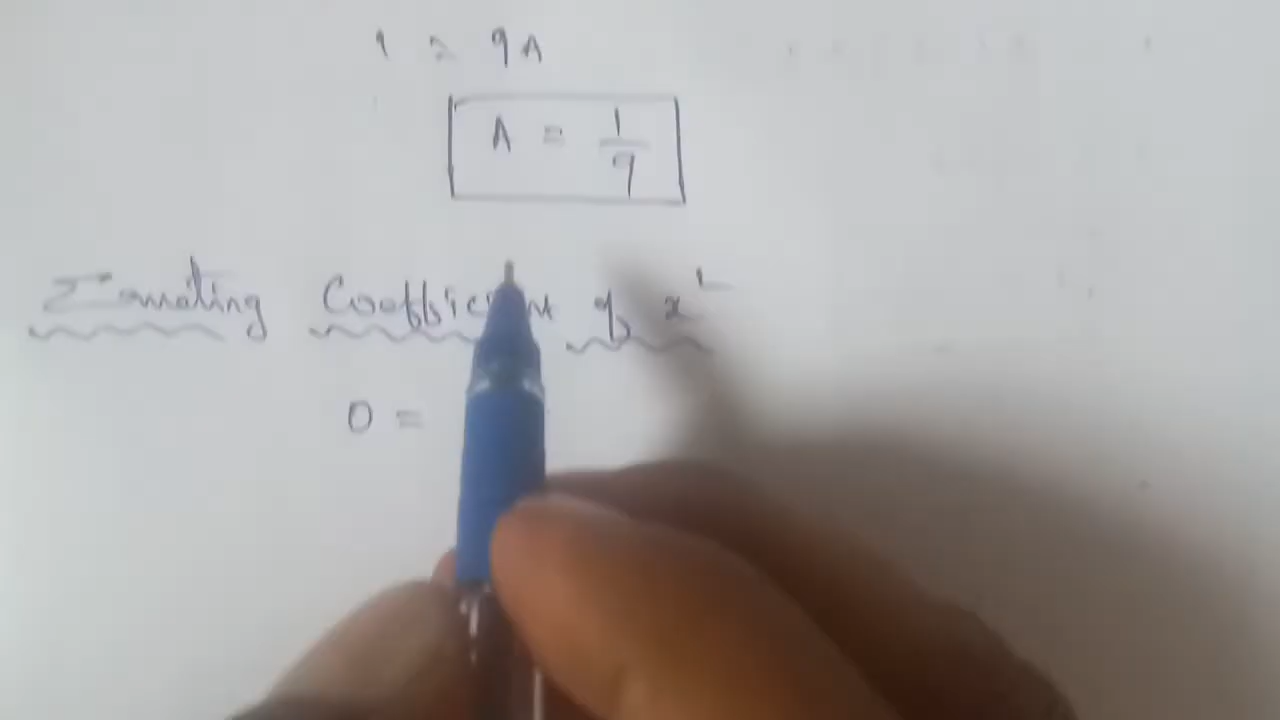 1 = 9A
A = 1/9
Equating Coefficient of x²
0 =